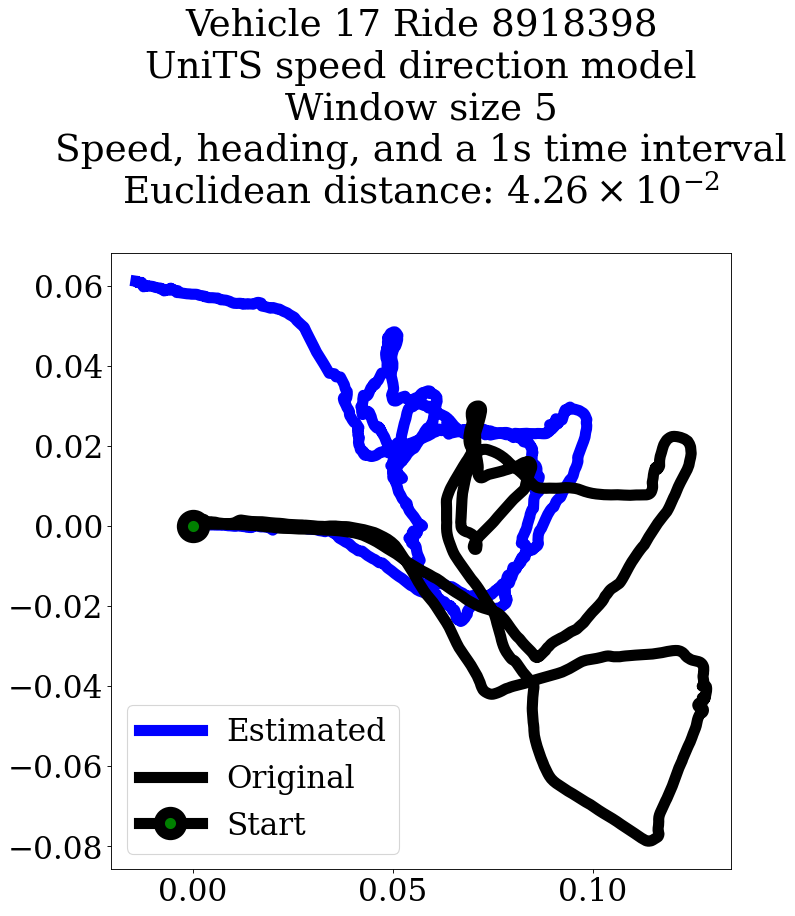 Vehicle 17 Ride 8918398
UniTS speed direction model
Window size 5
Speed, heading, and a 1s time interval
Euclidean distance: 4.26 × 10⁻²
0.06
0.04
0.02
0.00
−0.02
−0.04
−0.06
−0.08
Estimated
Original
Start
0.00 0.05 0.10